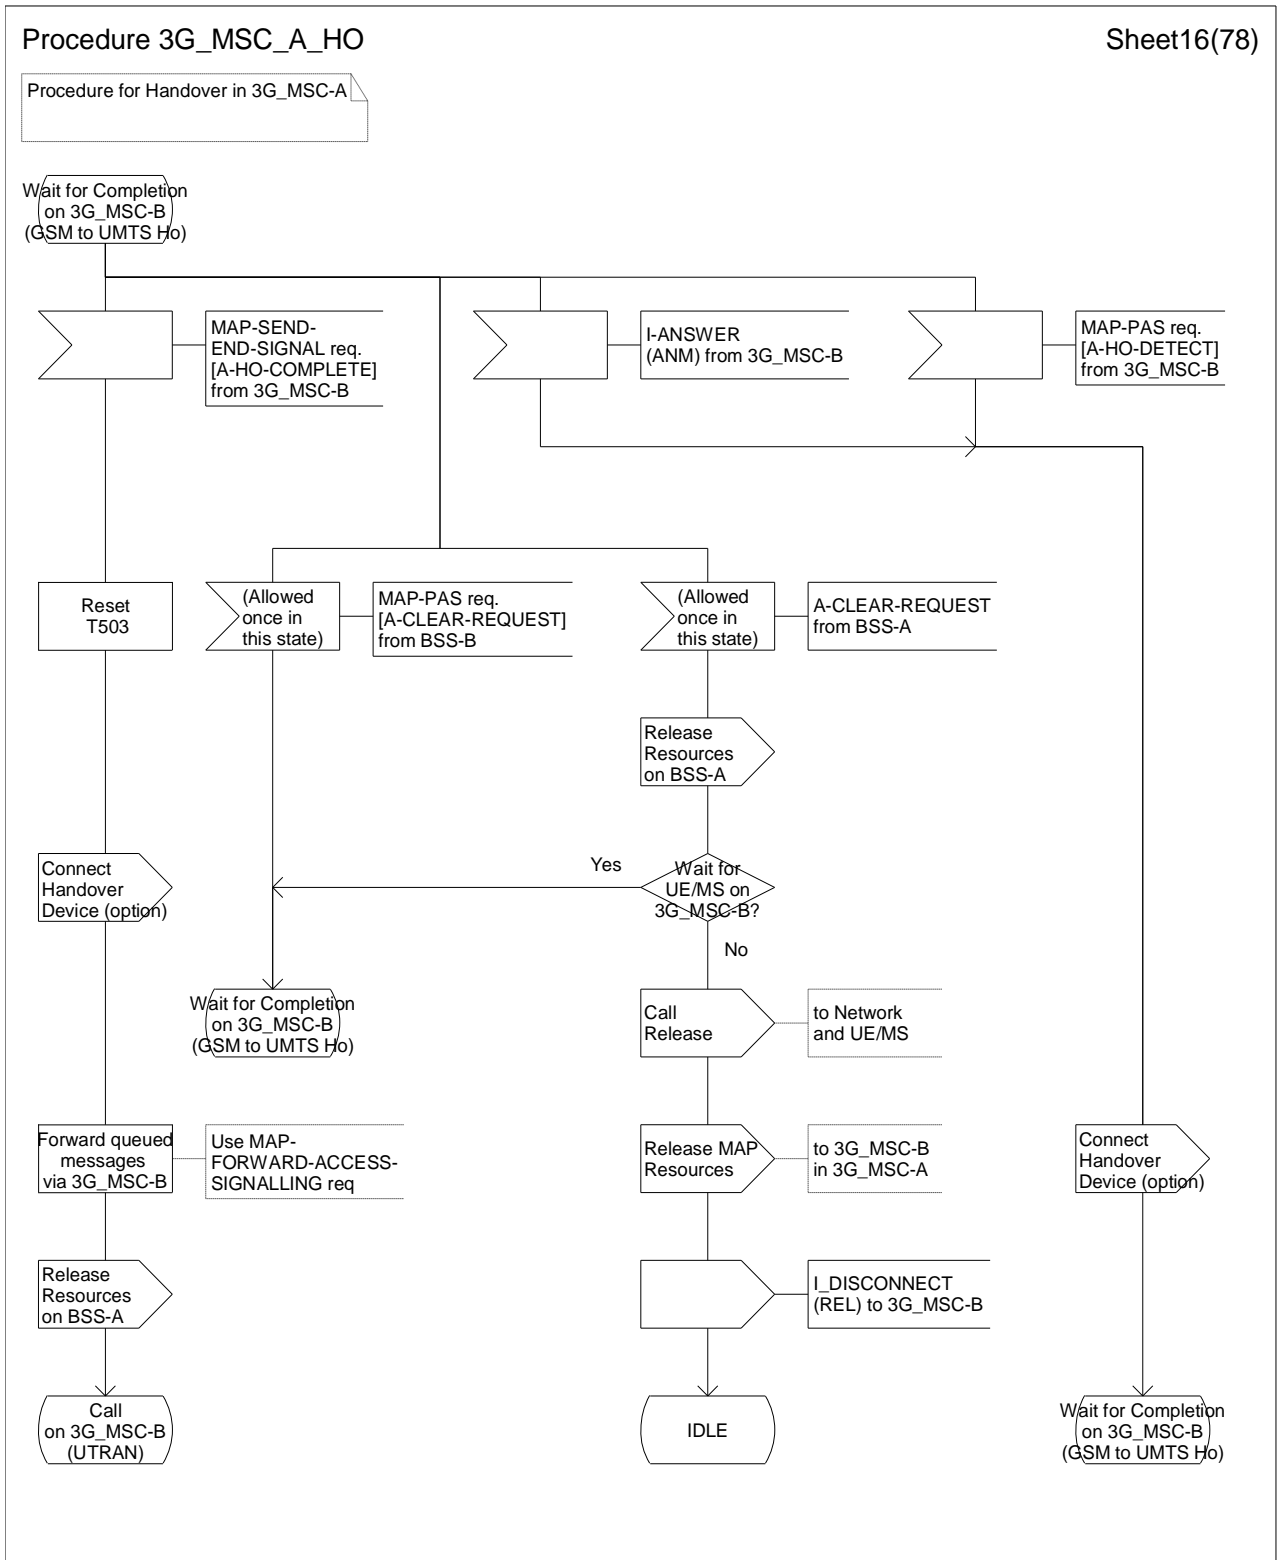 Procedure 3G_MSC_A_HO
Sheet16(78)
Procedure for Handover in 3G_MSC-A
Wait for Completion
on 3G_MSC-B
(GSM to UMTS Ho)
MAP-SEND-
END-SIGNAL req.
[A-HO-COMPLETE]
from 3G_MSC-B
I-ANSWER
(ANM) from 3G_MSC-B
MAP-PAS req.
[A-HO-DETECT]
from 3G_MSC-B
Reset
T503
(Allowed
once in
this state)
MAP-PAS req.
[A-CLEAR-REQUEST]
from BSS-B
(Allowed
once in
this state)
A-CLEAR-REQUEST
from BSS-A
Release
Resources
on BSS-A
Connect
Handover
Device (option)
Yes
Wait for
UE/MS on
3G_MSC-B?
No
Wait for Completion
on 3G_MSC-B
(GSM to UMTS Ho)
Call
Release
to Network
and UE/MS
Forward queued
messages
via 3G_MSC-B
Use MAP-
FORWARD-ACCESS-
SIGNALLING req
Release MAP
Resources
to 3G_MSC-B
in 3G_MSC-A
Connect
Handover
Device (option)
Release
Resources
on BSS-A
I_DISCONNECT
(REL) to 3G_MSC-B
Call
on 3G_MSC-B
(UTRAN)
IDLE
Wait for Completion
on 3G_MSC-B
(GSM to UMTS Ho)